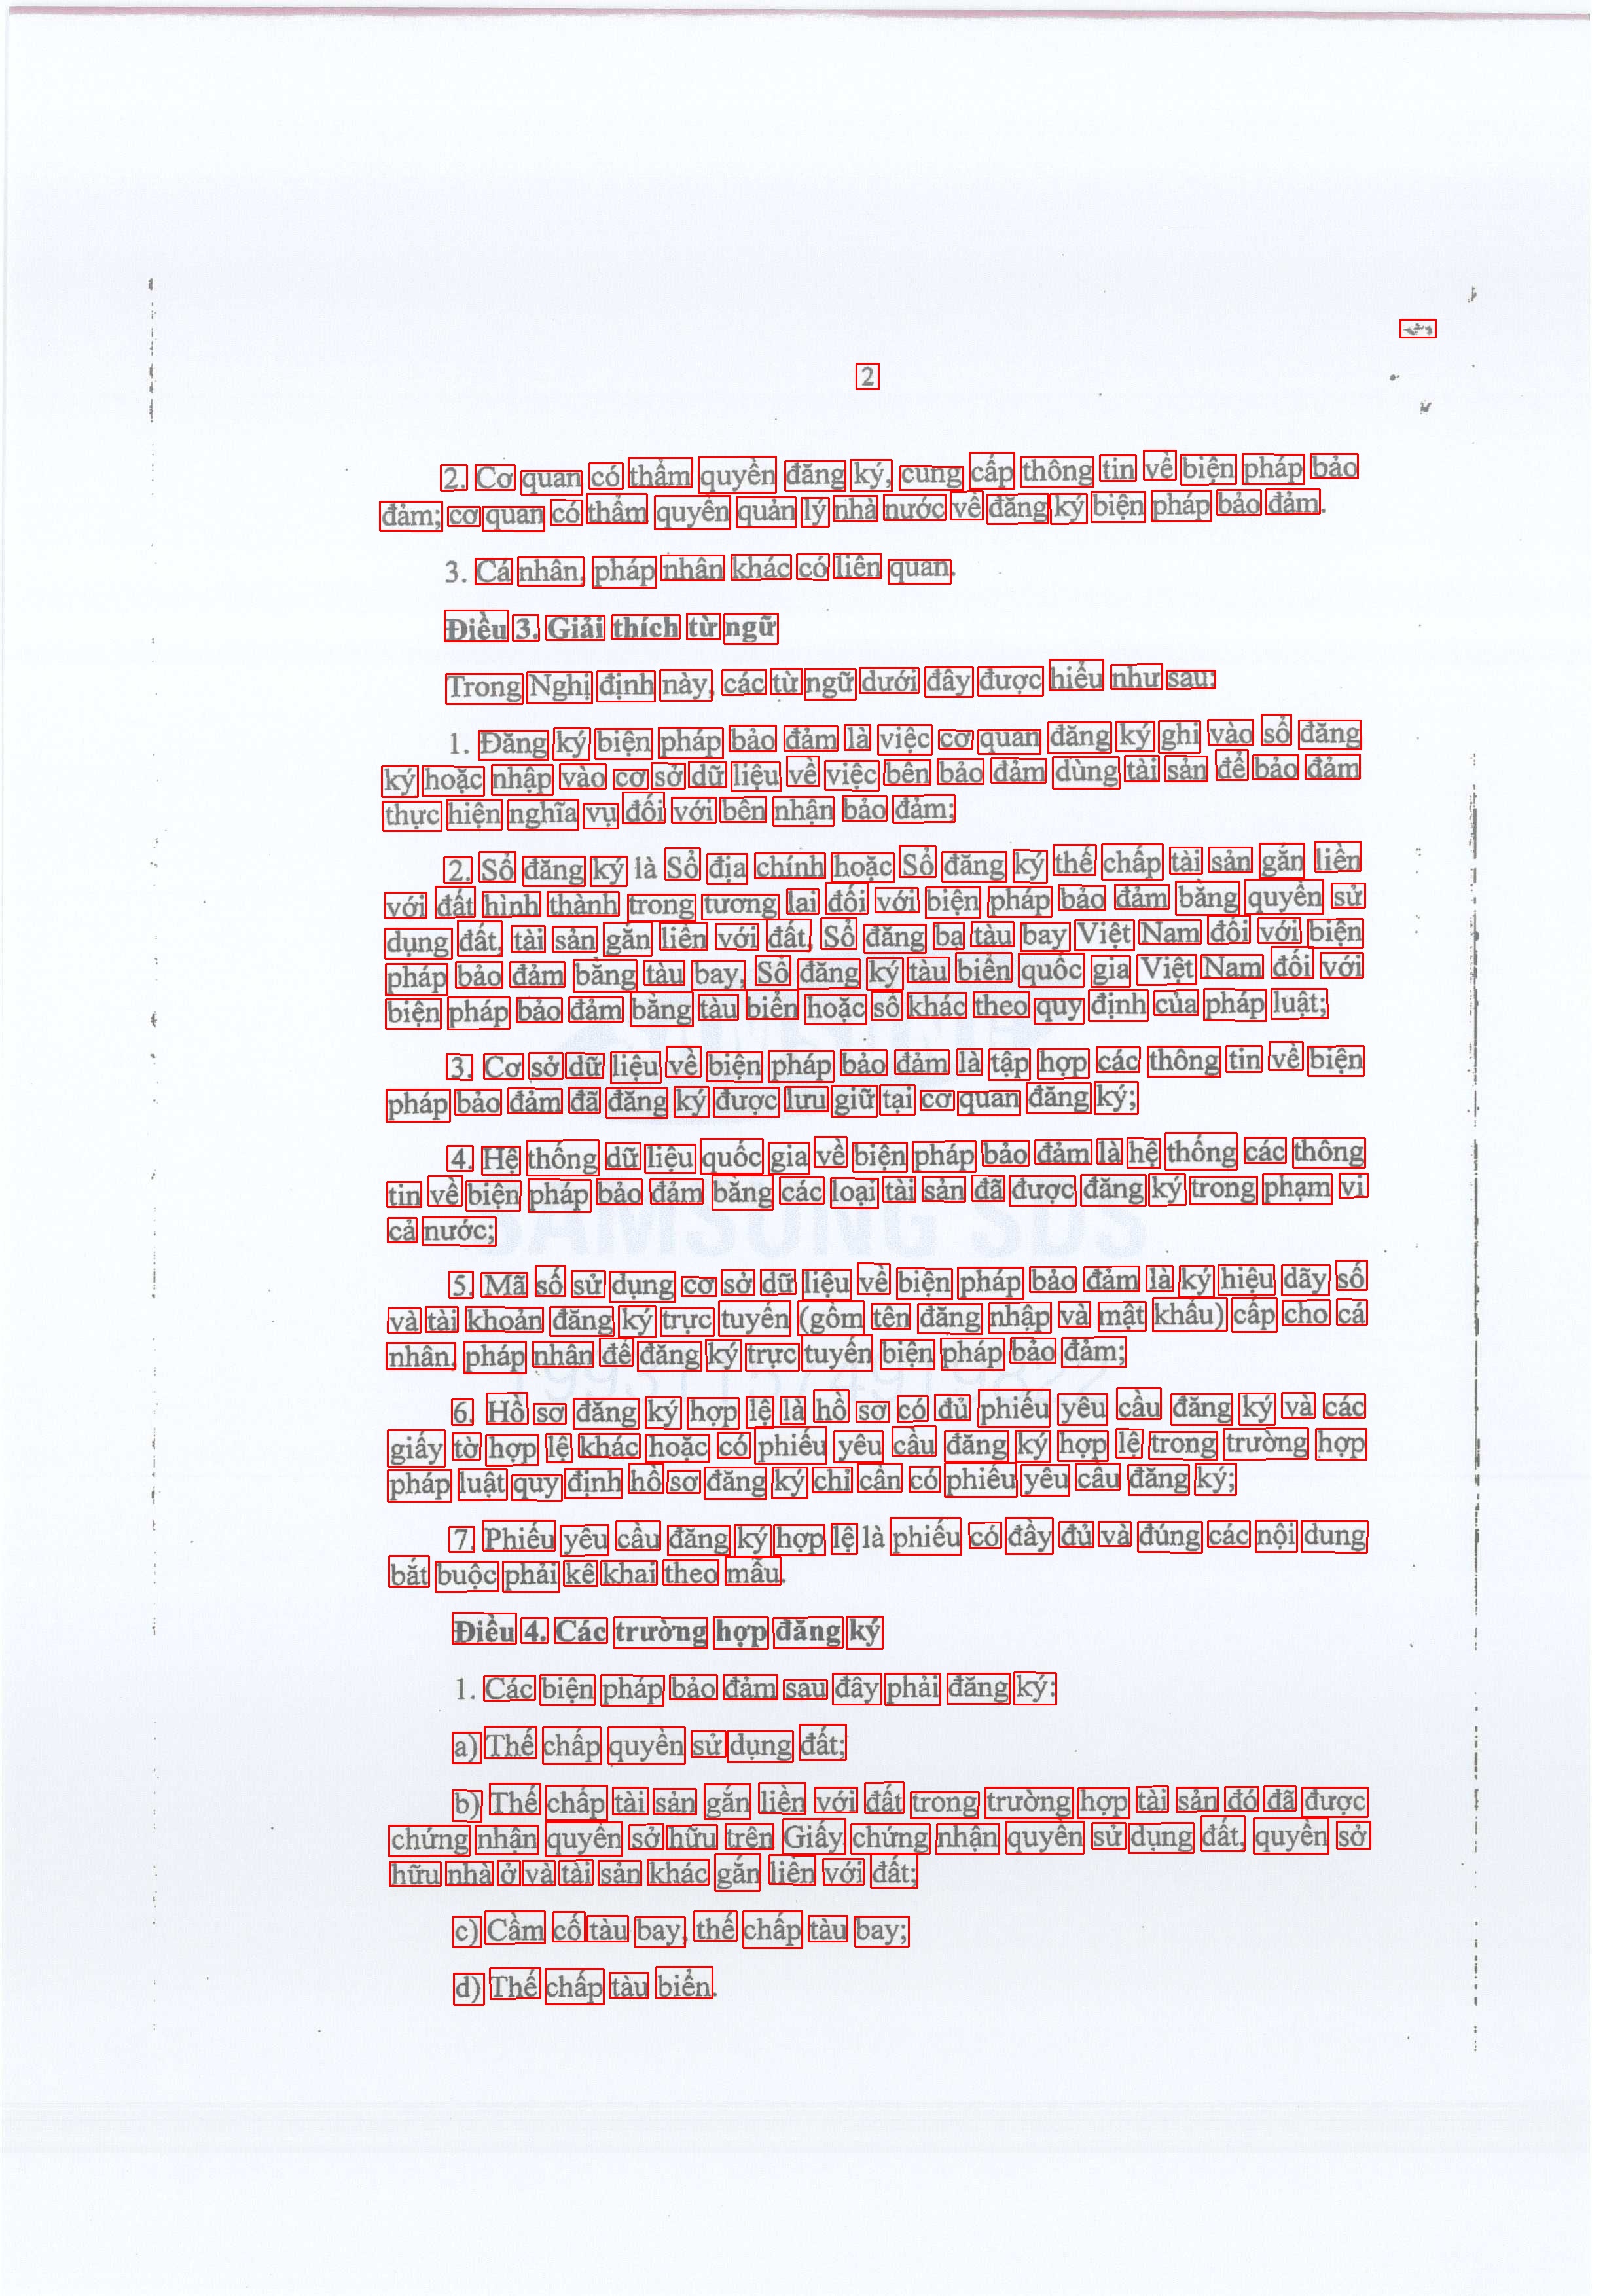 2
2. Cơ quan có thẩm quyền đăng ký, cung cấp thông tin về biện pháp bảo
đảm; cơ quan có thẩm quyền quản lý nhà nước về đăng ký biện pháp bảo đảm.
3. Cá nhân, pháp nhân khác có liên quan.
Điều 3. Giải thích từ ngữ
Trong Nghị định này, các từ ngữ dưới đây được hiểu như sau:
1. Đăng ký biện pháp bảo đảm là việc cơ quan đăng ký ghi vào sổ đăng
ký hoặc nhập vào cơ sở dữ liệu về việc bên bảo đảm dùng tài sản để bảo đảm
thực hiện nghĩa vụ đối với bên nhận bảo đảm;
2. Sổ đăng ký là Sổ địa chính hoặc Sổ đăng ký thế chấp tài sản gắn liền
với đất hình thành trong tương lai đối với biện pháp bảo đảm bằng quyền sử
dụng đất, tài sản gắn liền với đất, Sổ đăng bạ tàu bay Việt Nam đối với biện
pháp bảo đảm bằng tàu bay, Sổ đăng ký tàu biển quốc gia Việt Nam đối với
biện pháp bảo đảm bằng tàu biển hoặc sổ khác theo quy định của pháp luật;
3. Cơ sở dữ liệu về biện pháp bảo đảm là tập hợp các thông tin về biện
pháp bảo đảm đã đăng ký được lưu giữ tại cơ quan đăng ký;
4. Hệ thống dữ liệu quốc gia về biện pháp bảo đảm là hệ thống các thông
tin về biện pháp bảo đảm bằng các loại tài sản đã được đăng ký trong phạm vi
cả nước;
SAMSUNG SDS
5. Mã số sử dụng cơ sở dữ liệu về biện pháp bảo đảm là ký hiệu dãy số
và tài khoản đăng ký trực tuyến (gồm tên đăng nhập và mật khẩu) cấp cho cá
nhân, pháp nhân để đăng ký trực tuyến biện pháp bảo đảm;
6. Hồ sơ đăng ký hợp lệ là hồ sơ có đủ phiếu yêu cầu đăng ký và các
giấy tờ hợp lệ khác hoặc có phiếu yêu cầu đăng ký hợp lệ trong trường hợp
pháp luật quy định hồ sơ đăng ký chỉ cần có phiếu yêu cầu đăng ký;
7. Phiếu yêu cầu đăng ký hợp lệ là phiếu có đầy đủ và đúng các nội dung
bắt buộc phải kê khai theo mẫu.
Điều 4. Các trường hợp đăng ký
1. Các biện pháp bảo đảm sau đây phải đăng ký:
a) Thế chấp quyền sử dụng đất;
b) Thế chấp tài sản gắn liền với đất trong trường hợp tài sản đó đã được
chứng nhận quyền sở hữu trên Giấy chứng nhận quyền sử dụng đất, quyền sở
hữu nhà ở và tài sản khác gắn liền với đất;
c) Cầm cố tàu bay, thế chấp tàu bay;
d) Thế chấp tàu biển.